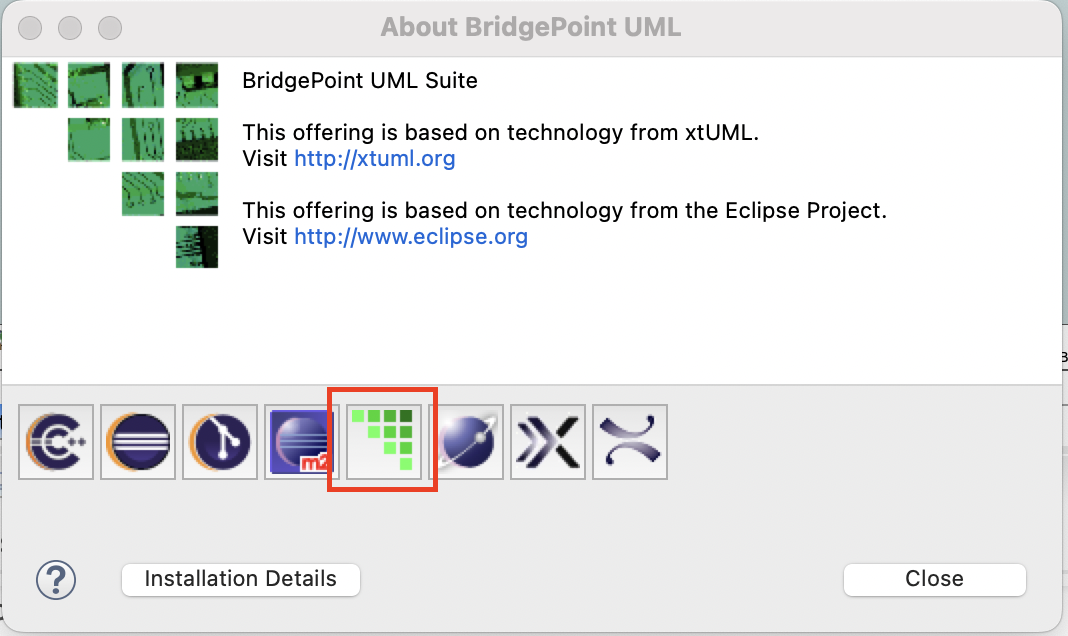 About BridgePoint UML
BridgePoint UML Suite
This offering is based on technology from xtUML.
Visit http://xtuml.org
This offering is based on technology from the Eclipse Project.
Visit http://www.eclipse.org
C++
m2
?
Installation Details
Close